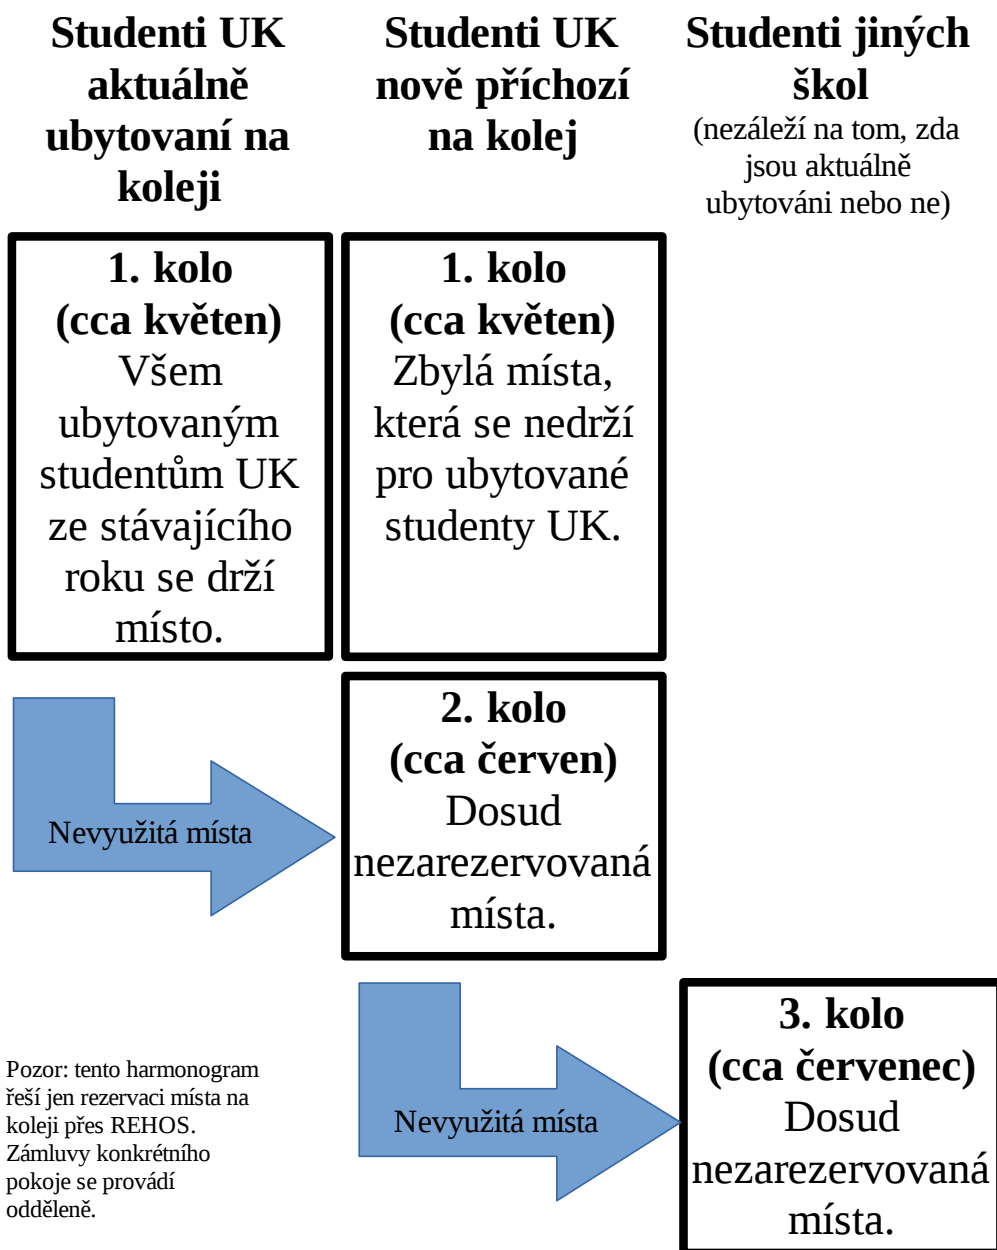 Studenti UK
aktuálně
ubytovaní na
koleji
Studenti UK
nově příchozí
na kolej
Studenti jiných
škol
(nezáleží na tom, zda
jsou aktuálně
ubytováni nebo ne)
1. kolo
(cca květen)
Všem
ubytovaným
studentům UK
ze stávajícího
roku se drží
místo.
1. kolo
(cca květen)
Zbylá místa,
která se nedrží
pro ubytované
studenty UK.
Nevyužitá místa
2. kolo
(cca červen)
Dosud
nezarezervovaná
místa.
Nevyužitá místa
3. kolo
(cca červenec)
Dosud
nezarezervovaná
místa.
Pozor: tento harmonogram
řeší jen rezervaci místa na
koleji přes REHOS.
Zámluvy konkrétního
pokoje se provádí
odděleně.